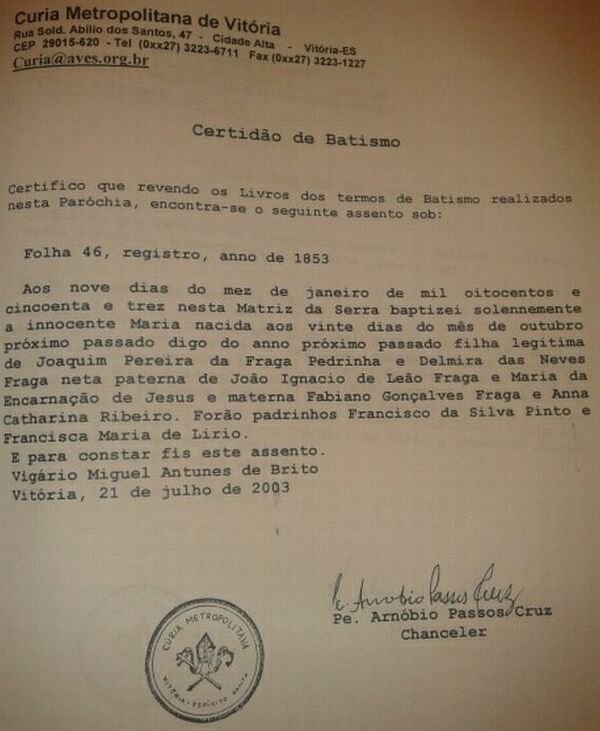 Curia Metropolitana de Vitória
Rua Sold. Abílio dos Santos, 47 - Cidade Alta - Vitória-ES
CEP 29015-620 - Tel (0xx27) 3223-6711 Fax (0xx27) 3223-1227
Curia@aves.org.br
Certidão de Batismo
Certifico que revendo os Livros dos termos de Batismo realizados
nesta Paróchia, encontra-se o seguinte assento sob:
Folha 46, registro, anno de 1853
Aos nove dias do mez de janeiro de mil oitocentos e
cincoenta e trez nesta Matriz da Serra baptizei solennemente
a innocente Maria nacida aos vinte dias do mês de outubro
próximo passado digo do anno próximo passado filha legítima
de Joaquim Pereira da Fraga Pedrinha e Delmira das Neves
Fraga neta paterna de João Ignacio de Leão Fraga e Maria da
Encarnação de Jesus e materna Fabiano Gonçalves Fraga e Anna
Catharina Ribeiro. Forão padrinhos Francisco da Silva Pinto e
Francisca Maria de Lirio.
E para constar fis este assento.
Vigário Miguel Antunes de Brito
Vitória, 21 de julho de 2003
Pe. Arnóbio Passos Cruz
Pe. Arnóbio Passos Cruz
Chanceler
CURIA METROPOLITANA
VITÓRIA - ESPÍRITO SANTO